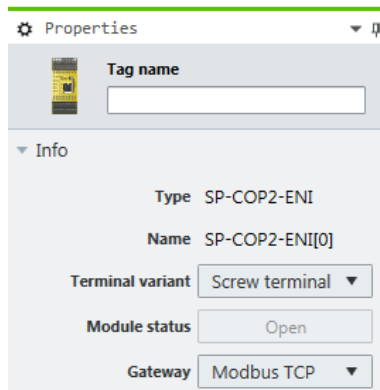 Properties
Tag name
Info
Type SP-COP2-ENI
Name SP-COP2-ENI[0]
Terminal variant Screw terminal
Module status Open
Gateway Modbus TCP